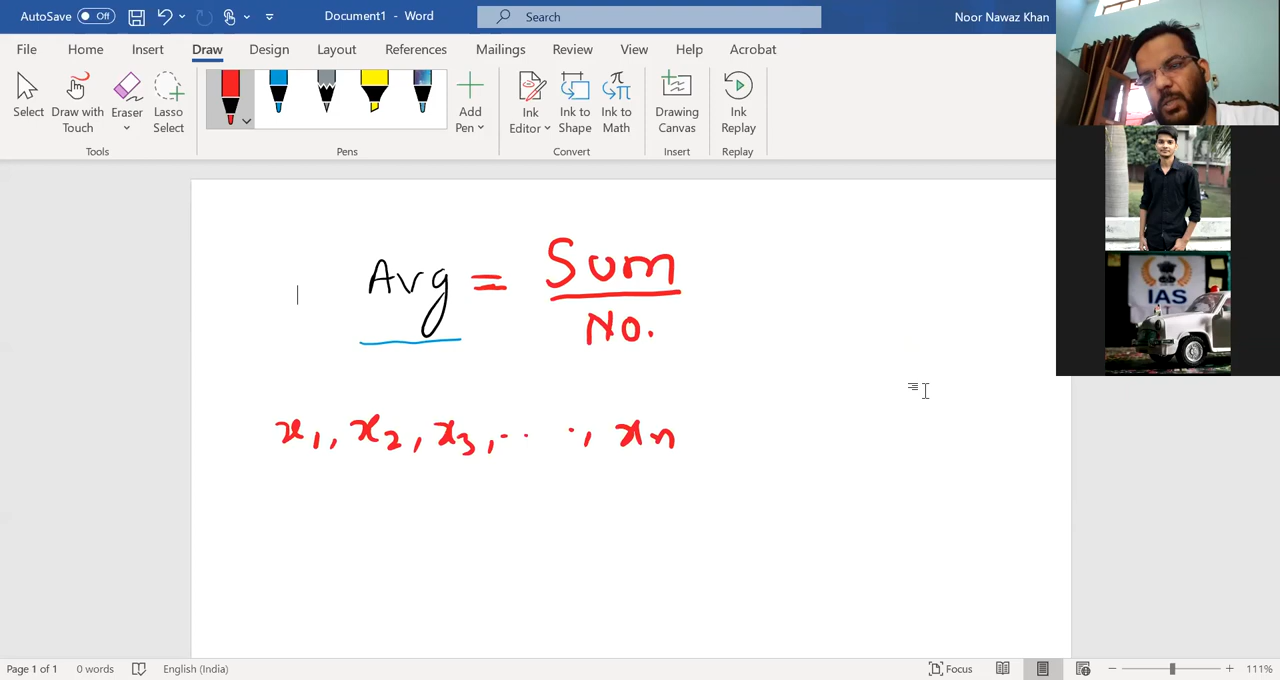 AutoSave Off Document1 - Word Search Noor Nawaz Khan
File Home Insert Draw Design Layout References Mailings Review View Help Acrobat
Select Draw with Touch Eraser Lasso Select Add Pen Ink Editor Ink to Shape Ink to Math Drawing Canvas Ink Replay
Tools Pens Convert Insert Replay
IAS
Avg = Sum
No.
x1, x2, x3, ... ., xn
Page 1 of 1 0 words English (India) Focus 111%